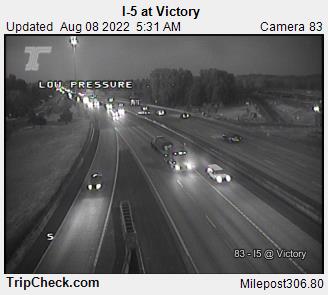 I-5 at Victory
Updated Aug 08 2022 5:31 AM Camera 83
T
LOW PRESSURE
S
83 - I5 @ Victory
TripCheck.com Milepost306.80